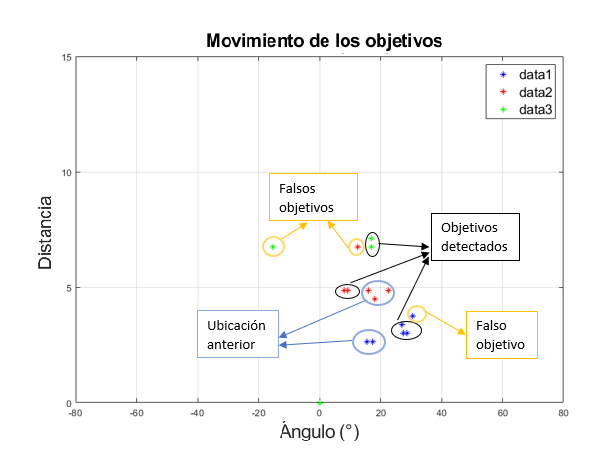 Movimiento de los objetivos
15
data1
data2
data3
10
Falsos
objetivos
Objetivos
detectados
Distancia
5
Ubicación
anterior
Falso
objetivo
0
-80
-60
-40
-20
0
20
40
60
80
Ángulo (°)